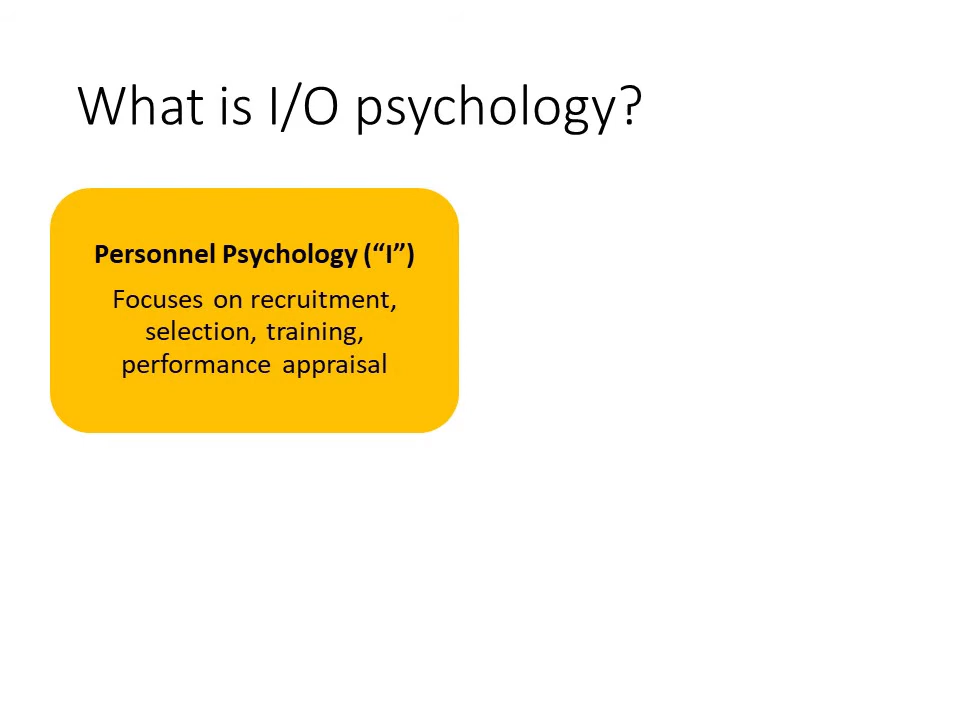 What is I/O psychology?
Personnel Psychology (“I”)
Focuses on recruitment,
selection, training,
performance appraisal